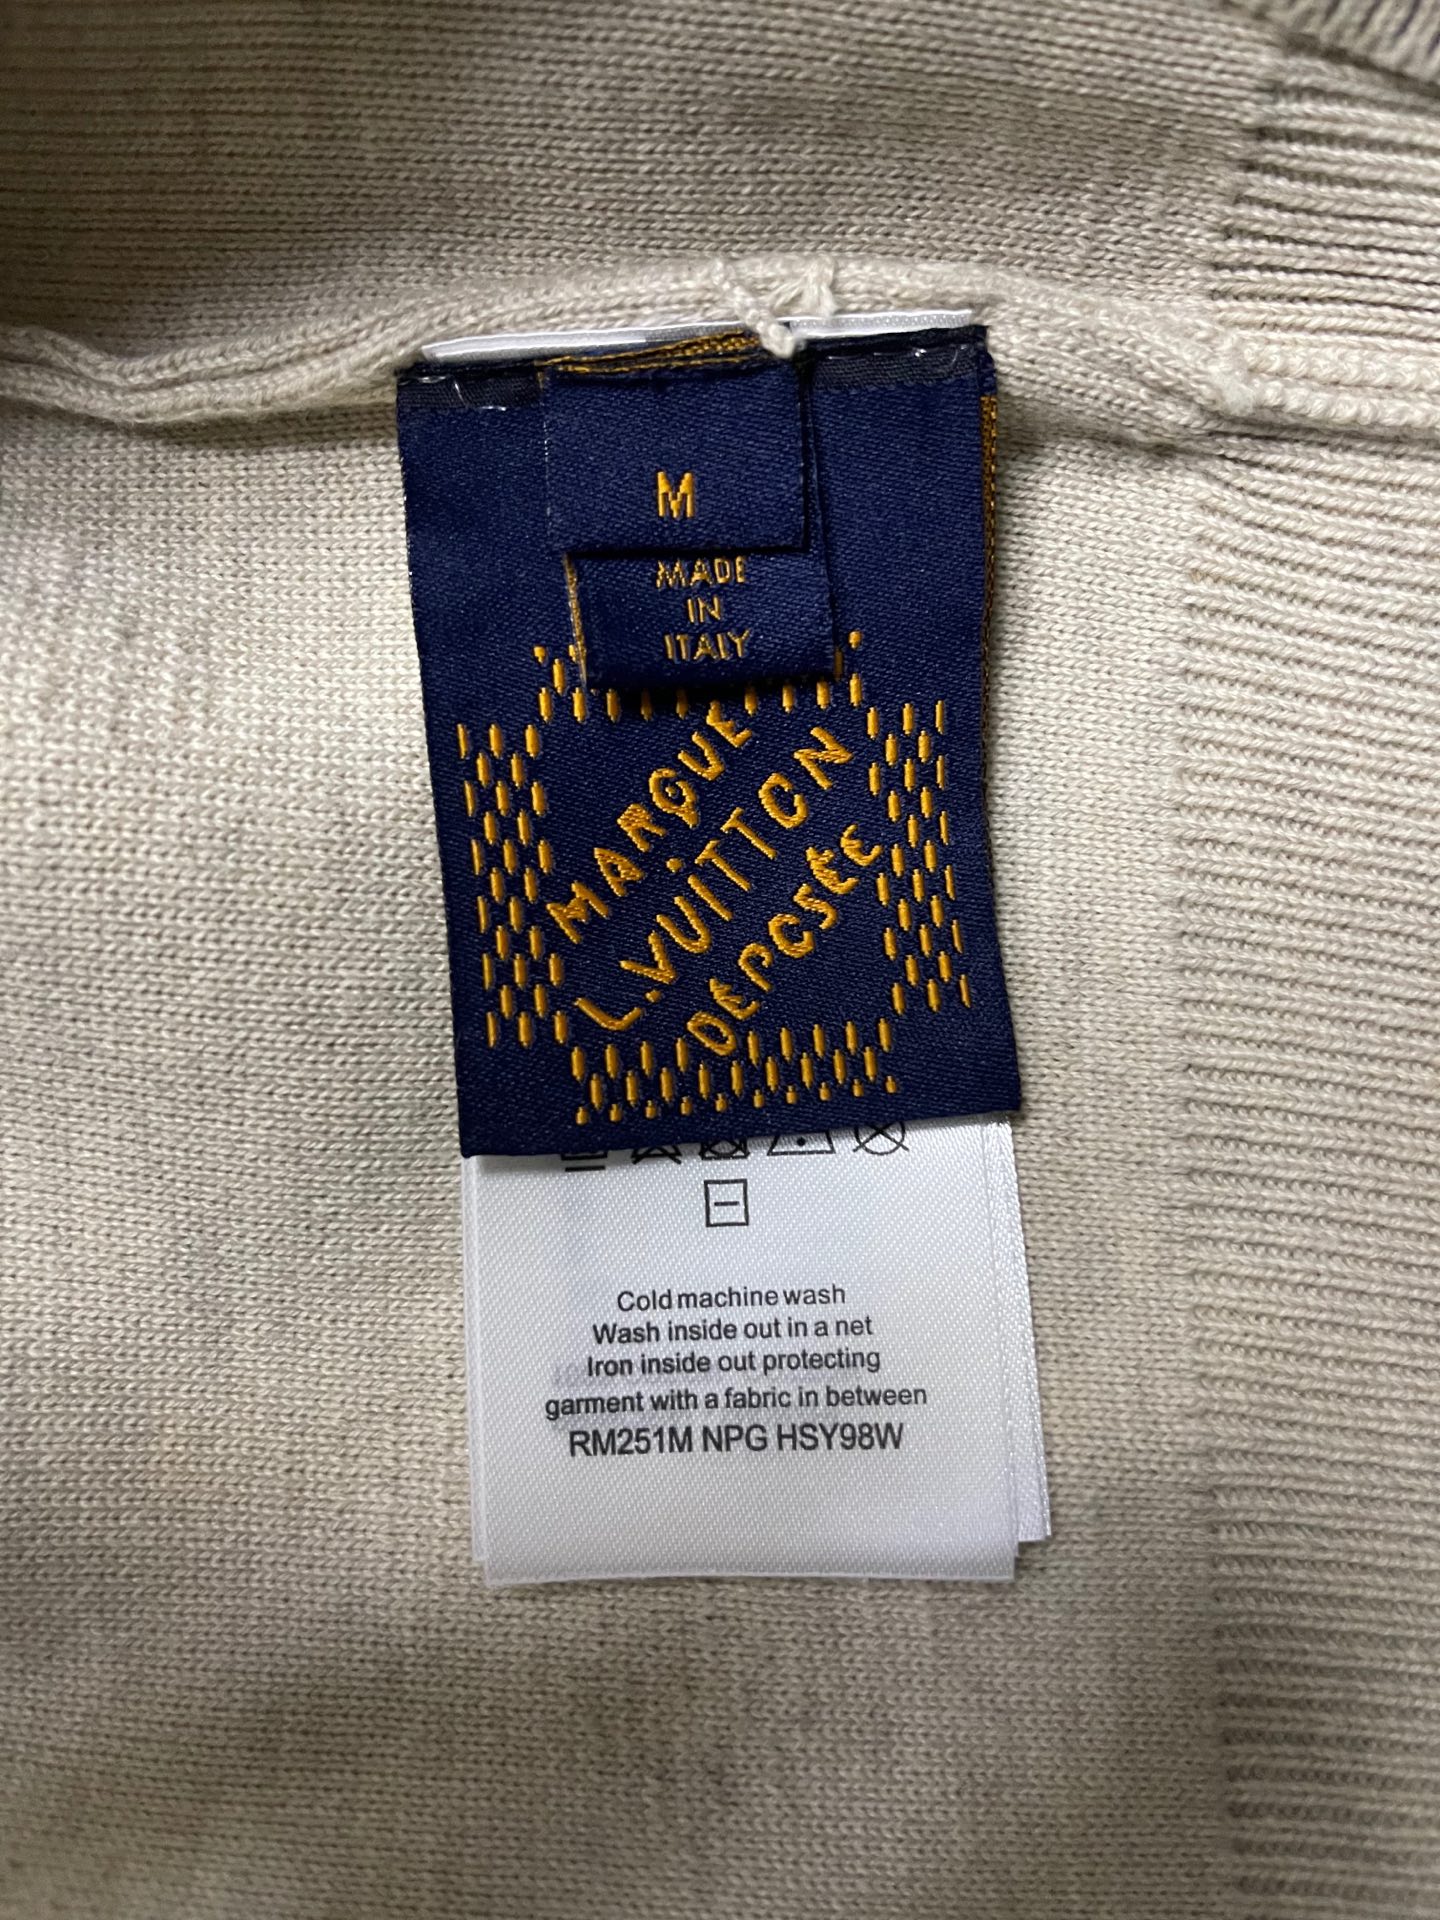 M
MADE
IN
ITALY
MARQUE
L.VUITTON
DÉPOSÉE
Cold machine wash
Wash inside out in a net
Iron inside out protecting
garment with a fabric in between
RM251M NPG HSY98W